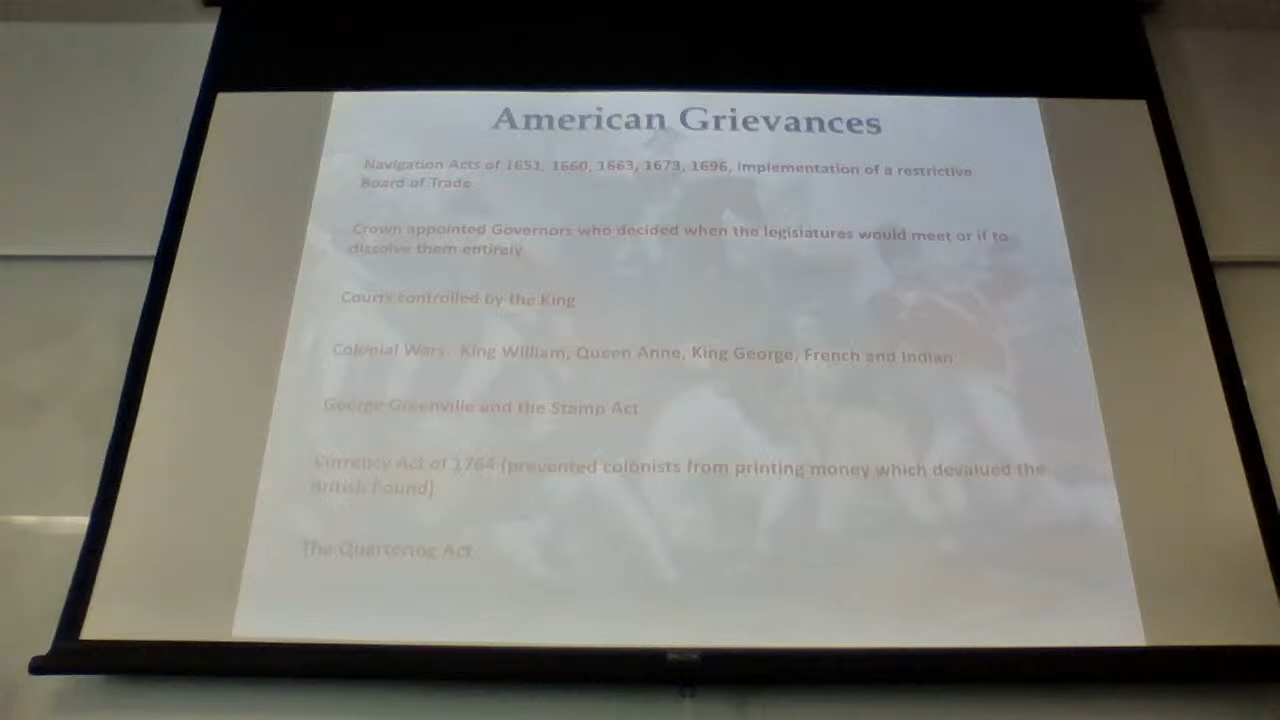 American Grievances
Navigation Acts of 1651, 1660, 1663, 1673, 1696, Implementation of a restrictive
Board of Trade
Crown appointed Governors who decided when the legislatures would meet or if to
dissolve them entirely
Courts controlled by the King
Colonial Wars: King William, Queen Anne, King George, French and Indian
George Greenville and the Stamp Act
Currency Act of 1764 (prevented colonists from printing money which devalued the
British Pound)
The Quartering Act